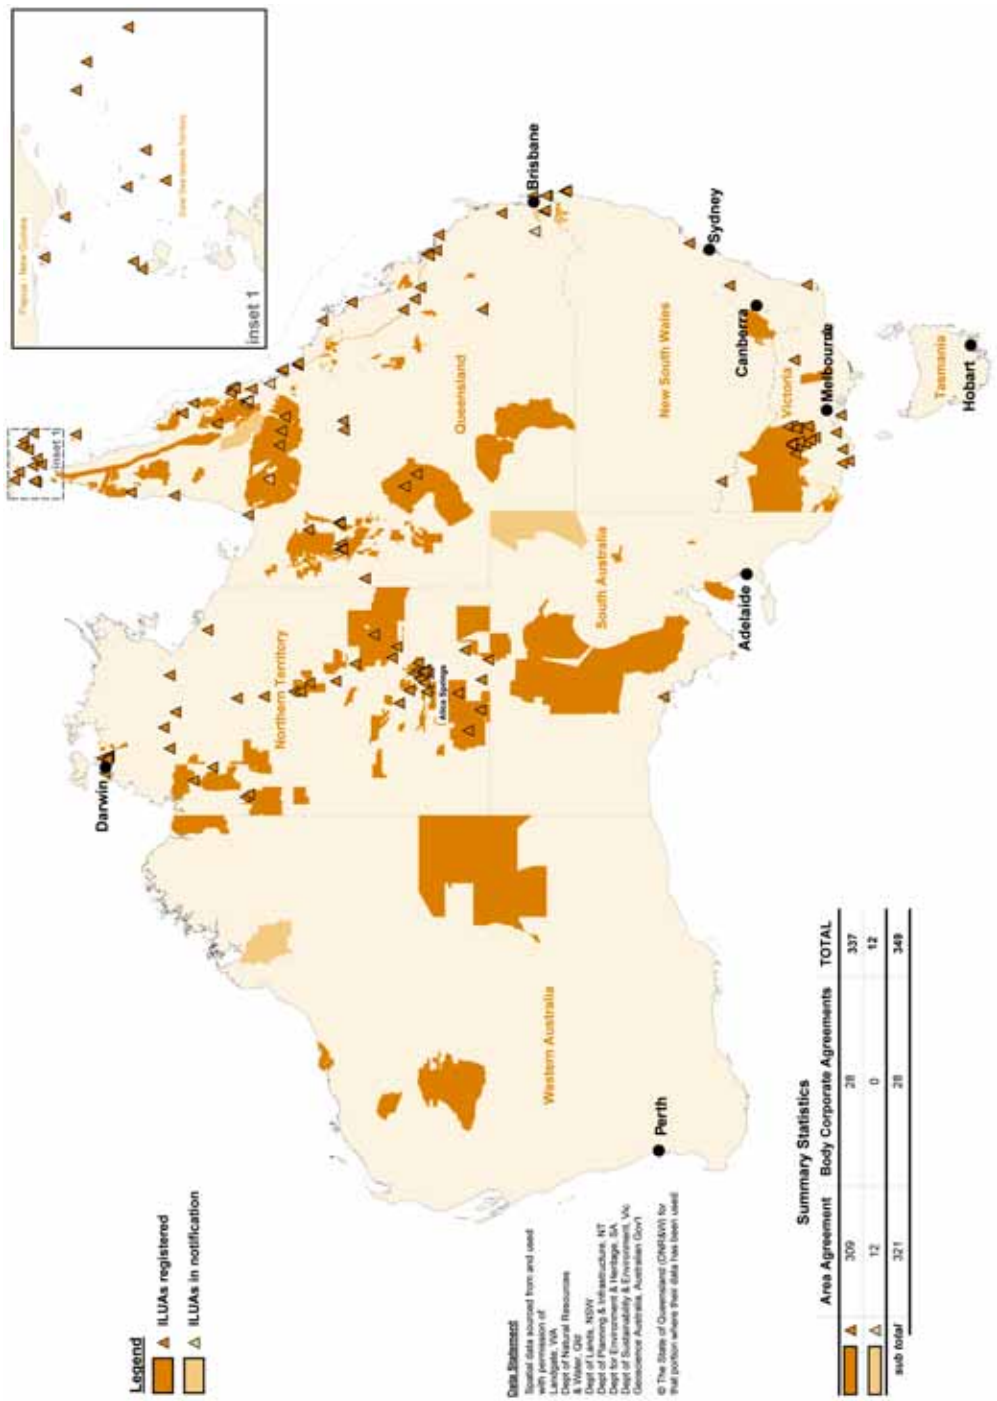 Legend
ILUAs registered
ILUAs in notification
Data Statement
Spatial data sourced from and used
with permission of
Landgate, WA
Dept of Natural Resources
& Water, Qld
Dept of Lands, NSW
Dept of Planning & Infrastructure, NT
Dept for Environment & Heritage, SA
Dept of Sustainability & Environment, Vic
Geoscience Australia, Australian Gov't
© The State of Queensland (DNR&W) for
that portion where their data has been used
Darwin
Northern Territory
Alice Springs
Western Australia
Perth
South Australia
Adelaide
Queensland
Brisbane
New South Wales
Sydney
Canberra
Victoria
Melbourne
Tasmania
Hobart
inset 1
Papua - New Guinea
inset 1
Summary Statistics
Area Agreement Body Corporate Agreements TOTAL
309 28 337
12 0 12
sub total 321 28 349